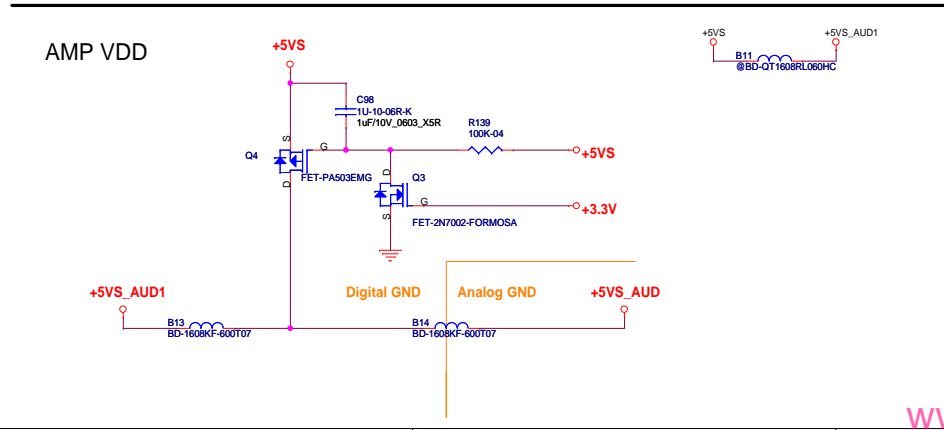 AMP VDD
+5VS
C98
1U-10-06R-K
1uF/10V_0603_X5R
R139
100K-04
+5VS
S
G
Q4
D
FET-PA503EMG
D
Q3
G
S
+3.3V
FET-2N7002-FORMOSA
+5VS
+5VS_AUD1
B11
@BD-QT1608RL060HC
Digital GND
Analog GND
+5VS_AUD1
+5VS_AUD
B13
BD-1608KF-600T07
B14
BD-1608KF-600T07